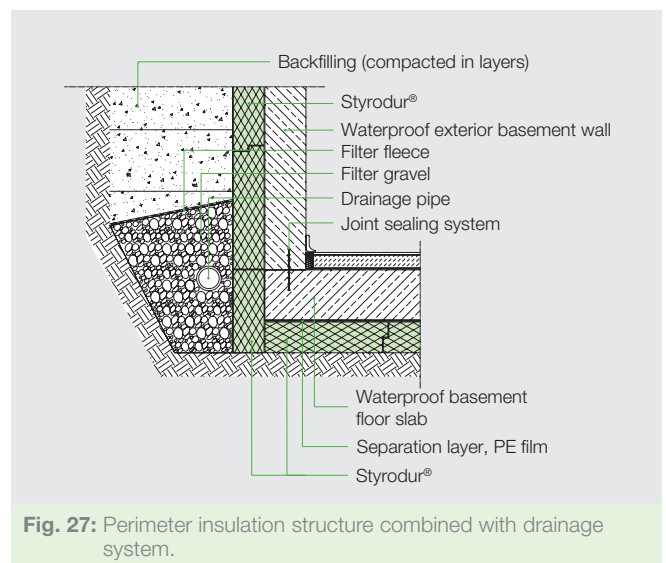 Backfilling (compacted in layers)
Styrodur®
Waterproof exterior basement wall
Filter fleece
Filter gravel
Drainage pipe
Joint sealing system
Waterproof basement
floor slab
Separation layer, PE film
Styrodur®
Fig. 27: Perimeter insulation structure combined with drainage
system.